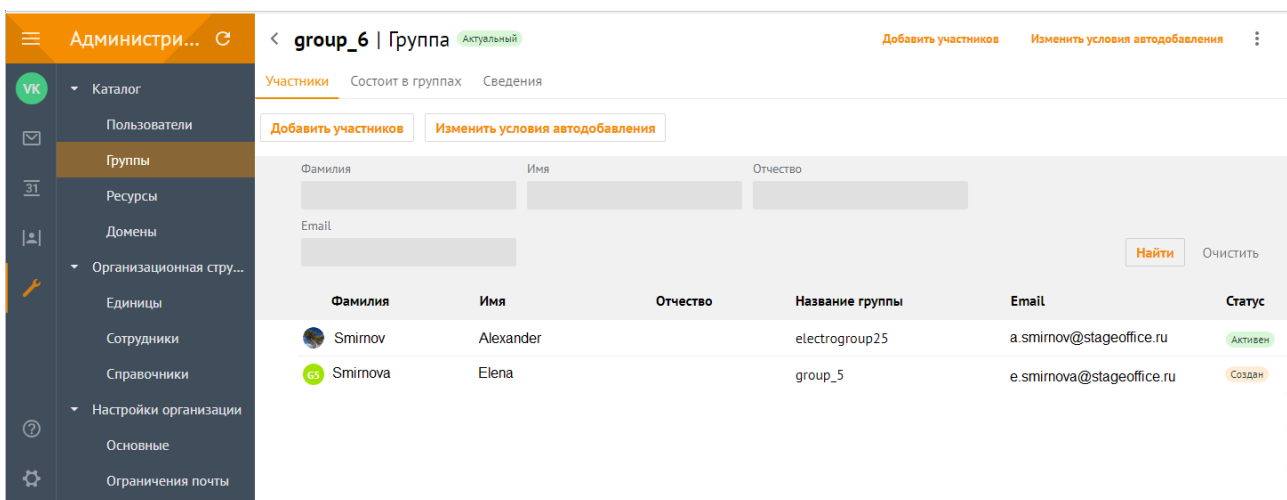 Администри...
group_6 | Группа Актуальный
Добавить участников Изменить условия автодобавления
VK
31
Каталог
Пользователи
Группы
Ресурсы
Домены
Организационная стру...
Единицы
Сотрудники
Справочники
Настройки организации
Основные
Ограничения почты
Участники Состоит в группах Сведения
Добавить участников Изменить условия автодобавления
Фамилия Имя Отчество
Email
Найти Очистить
Фамилия Имя Отчество Название группы Email Статус
Smirnov Alexander electrogroup25 a.smirnov@stageoffice.ru Активен
GS Smirnova Elena group_5 e.smirnova@stageoffice.ru Создан